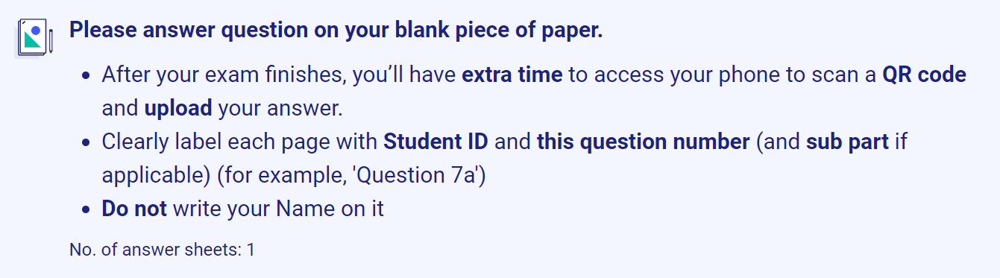 Please answer question on your blank piece of paper.
• After your exam finishes, you’ll have extra time to access your phone to scan a QR code
and upload your answer.
• Clearly label each page with Student ID and this question number (and sub part if
applicable) (for example, 'Question 7a')
• Do not write your Name on it
No. of answer sheets: 1